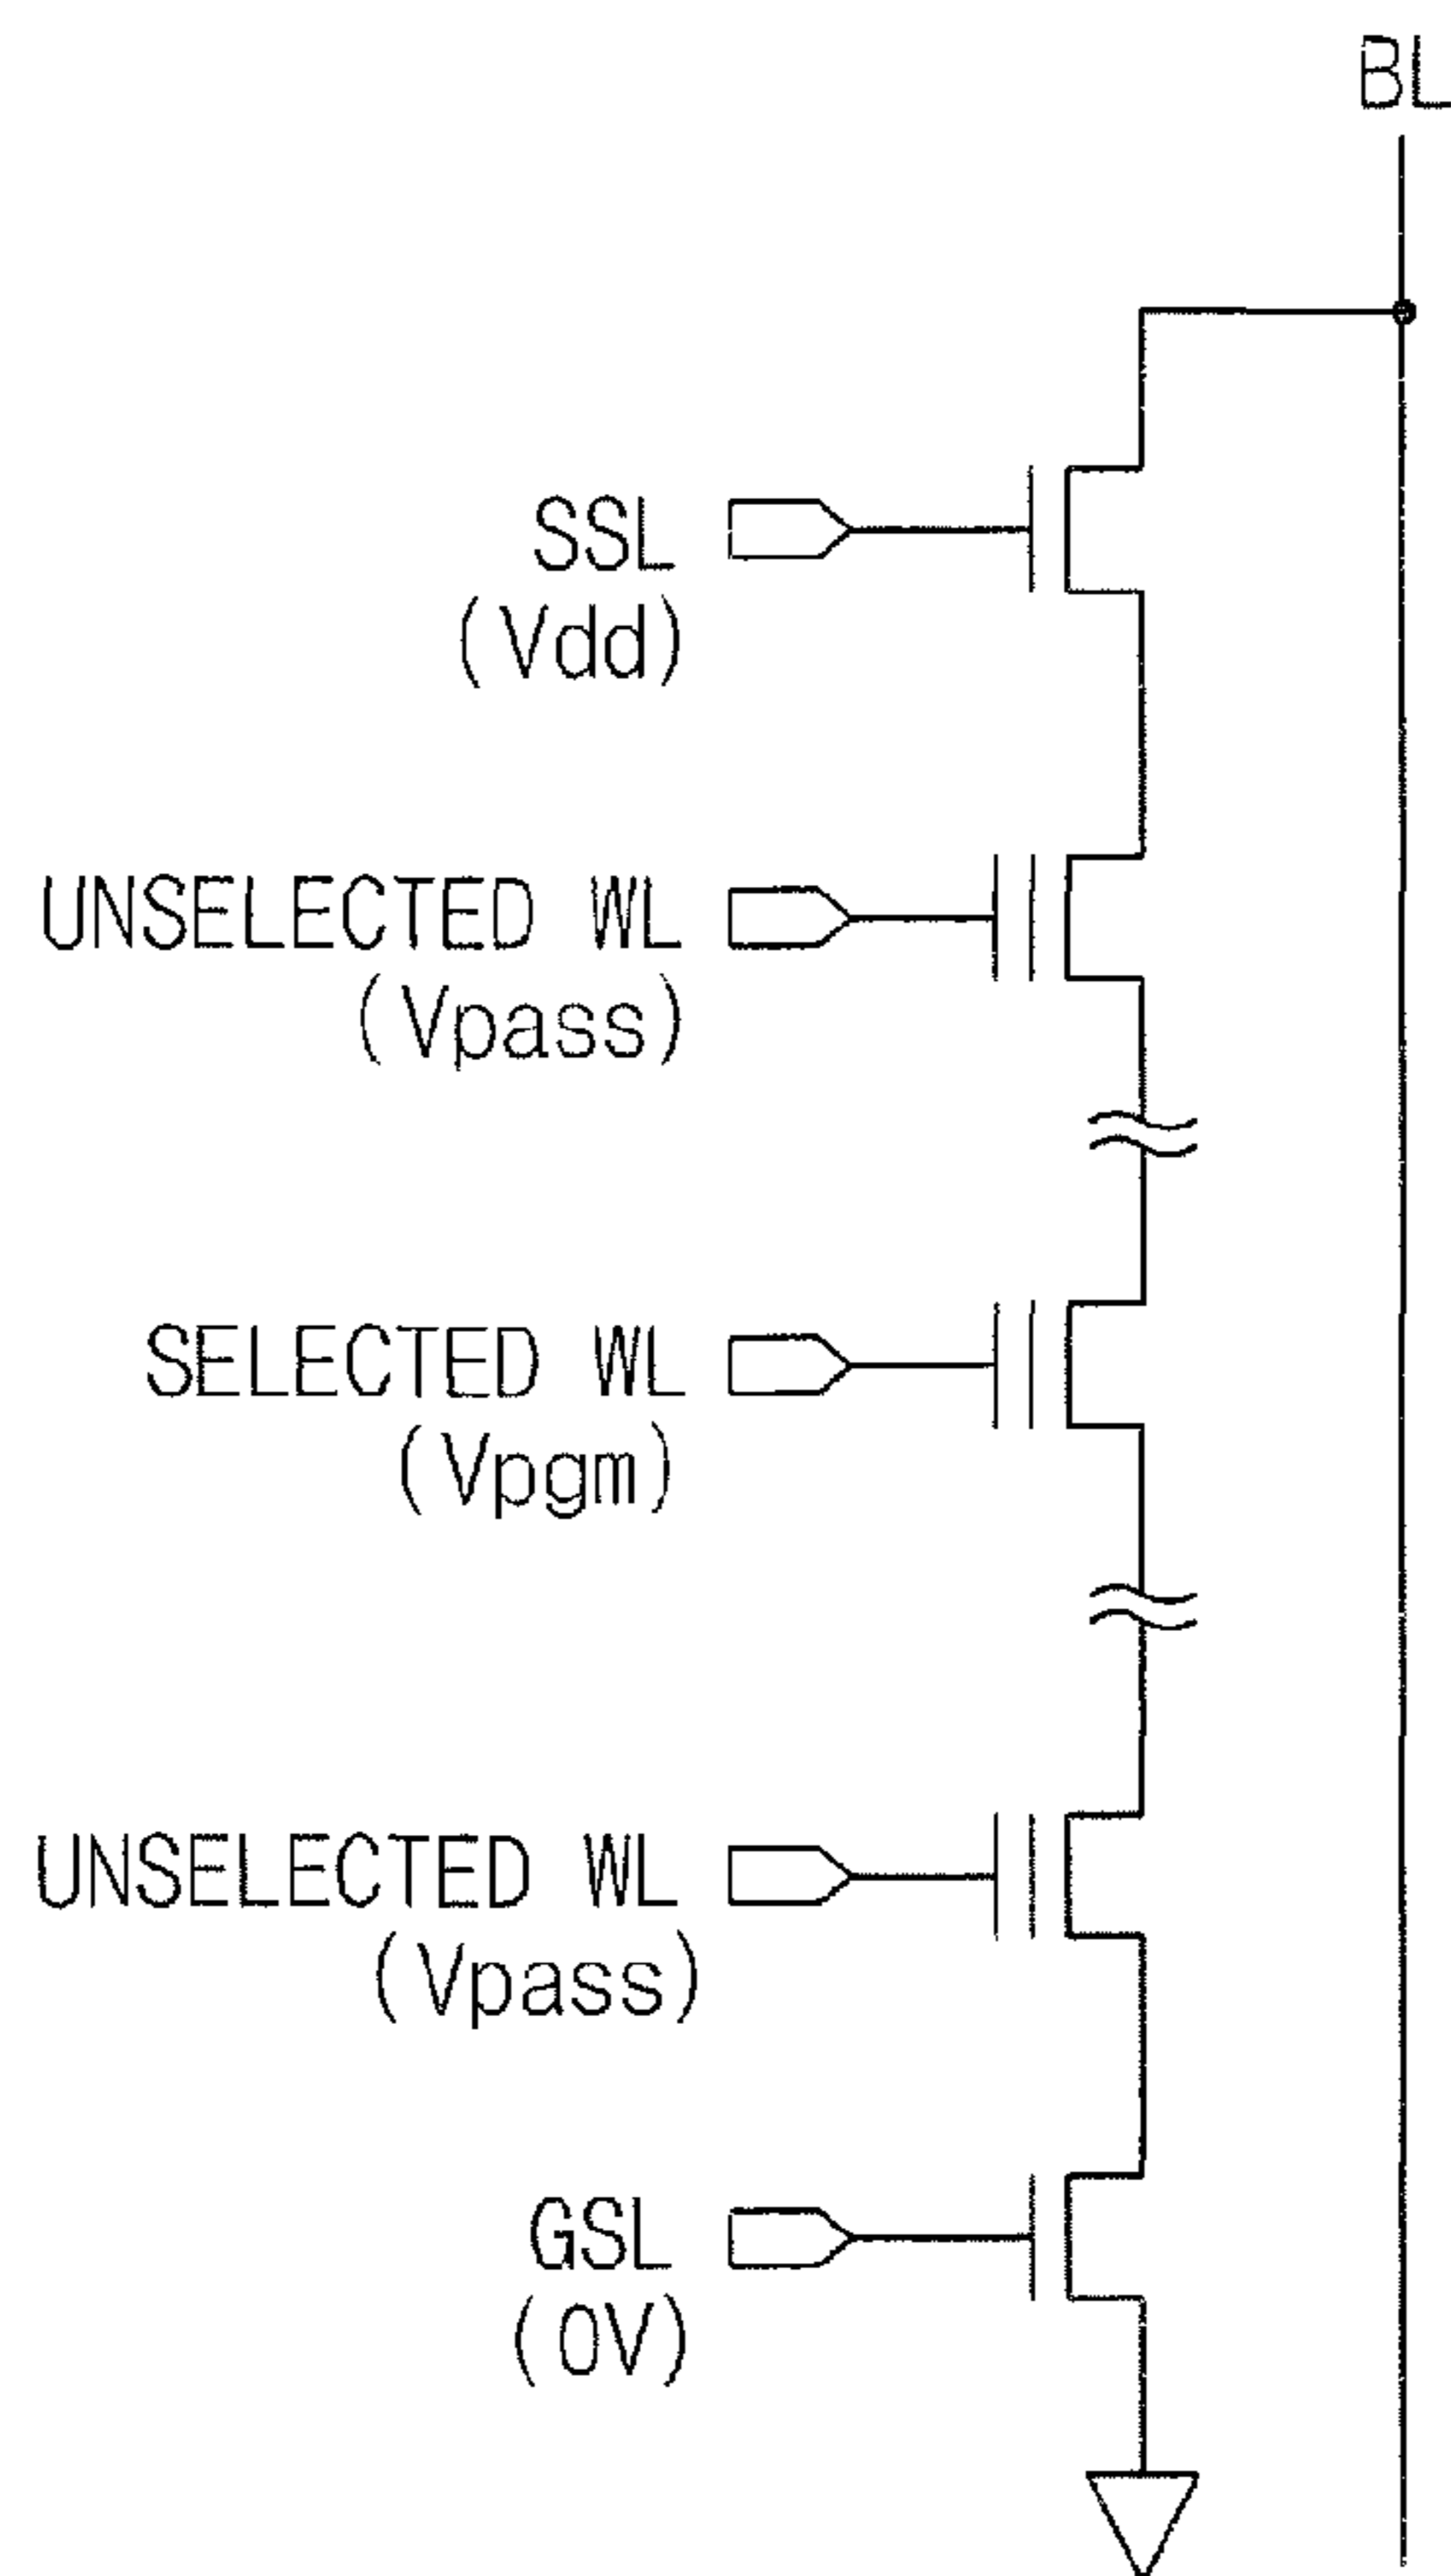 BL
SSL
(Vdd)
UNSELECTED WL
(Vpass)
SELECTED WL
(Vpgm)
UNSELECTED WL
(Vpass)
GSL
(0V)